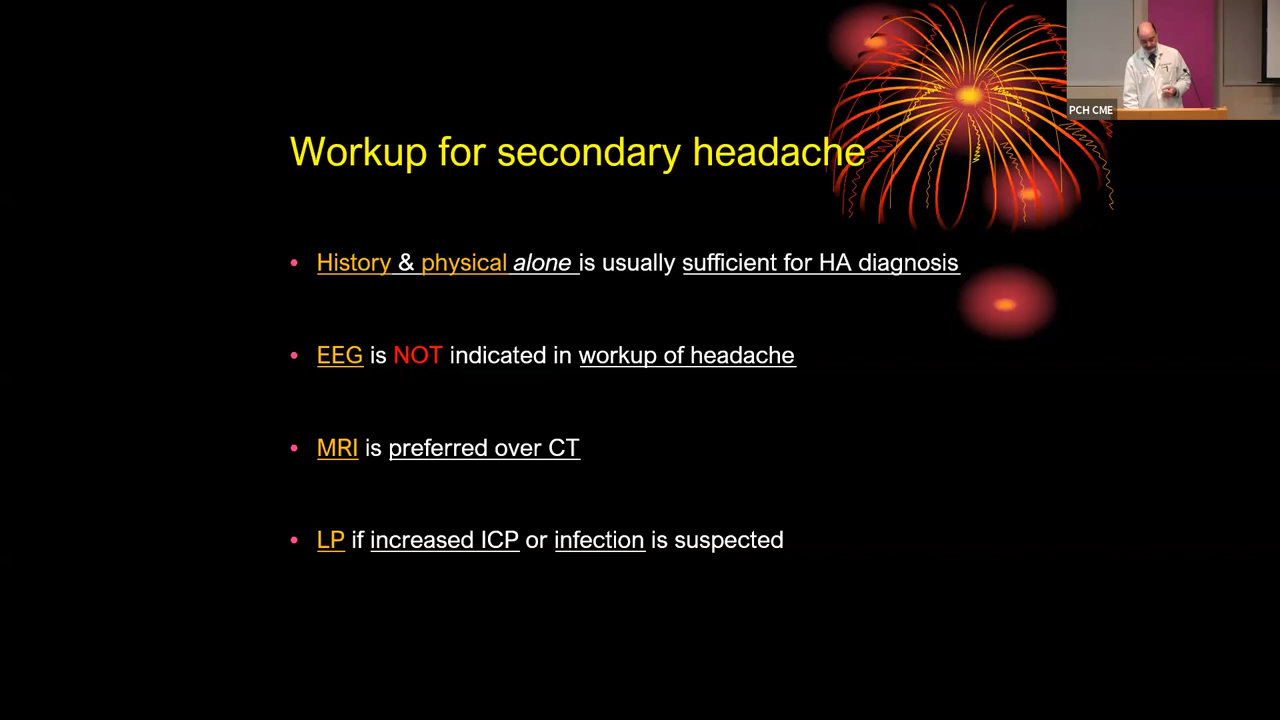 PCH CME
Workup for secondary headache
• History & physical alone is usually sufficient for HA diagnosis
• EEG is NOT indicated in workup of headache
• MRI is preferred over CT
• LP if increased ICP or infection is suspected